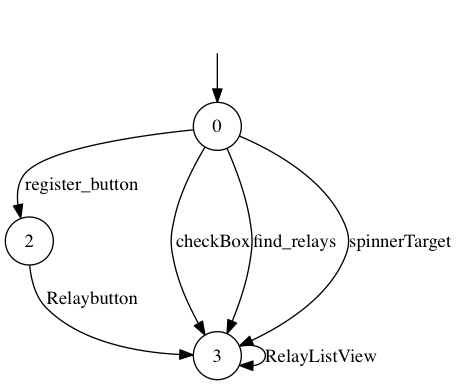 0
register_button
2
checkBox
find_relays
spinnerTarget
Relaybutton
3
RelayListView